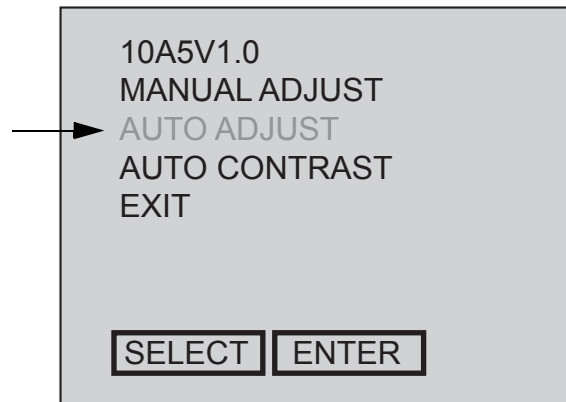 10A5V1.0
MANUAL ADJUST
AUTO ADJUST
AUTO CONTRAST
EXIT
SELECT ENTER